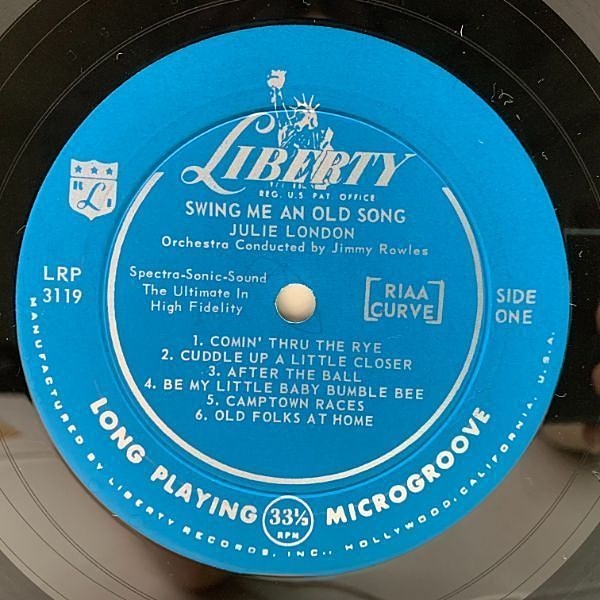 LIBERTY
REG. U.S. PAT. OFFICE
L
SWING ME AN OLD SONG
JULIE LONDON
Orchestra Conducted by Jimmy Rowles
LRP
3119
Spectra-Sonic-Sound
The Ultimate In
High Fidelity
RIAA
CURVE
SIDE
ONE
1. COMIN' THRU THE RYE
2. CUDDLE UP A LITTLE CLOSER
3. AFTER THE BALL
4. BE MY LITTLE BABY BUMBLE BEE
5. CAMPTOWN RACES
6. OLD FOLKS AT HOME
LONG PLAYING 33⅓ RPM MICROGROOVE
MANUFACTURED BY LIBERTY RECORDS, INC., HOLLYWOOD, CALIFORNIA, U.S.A.